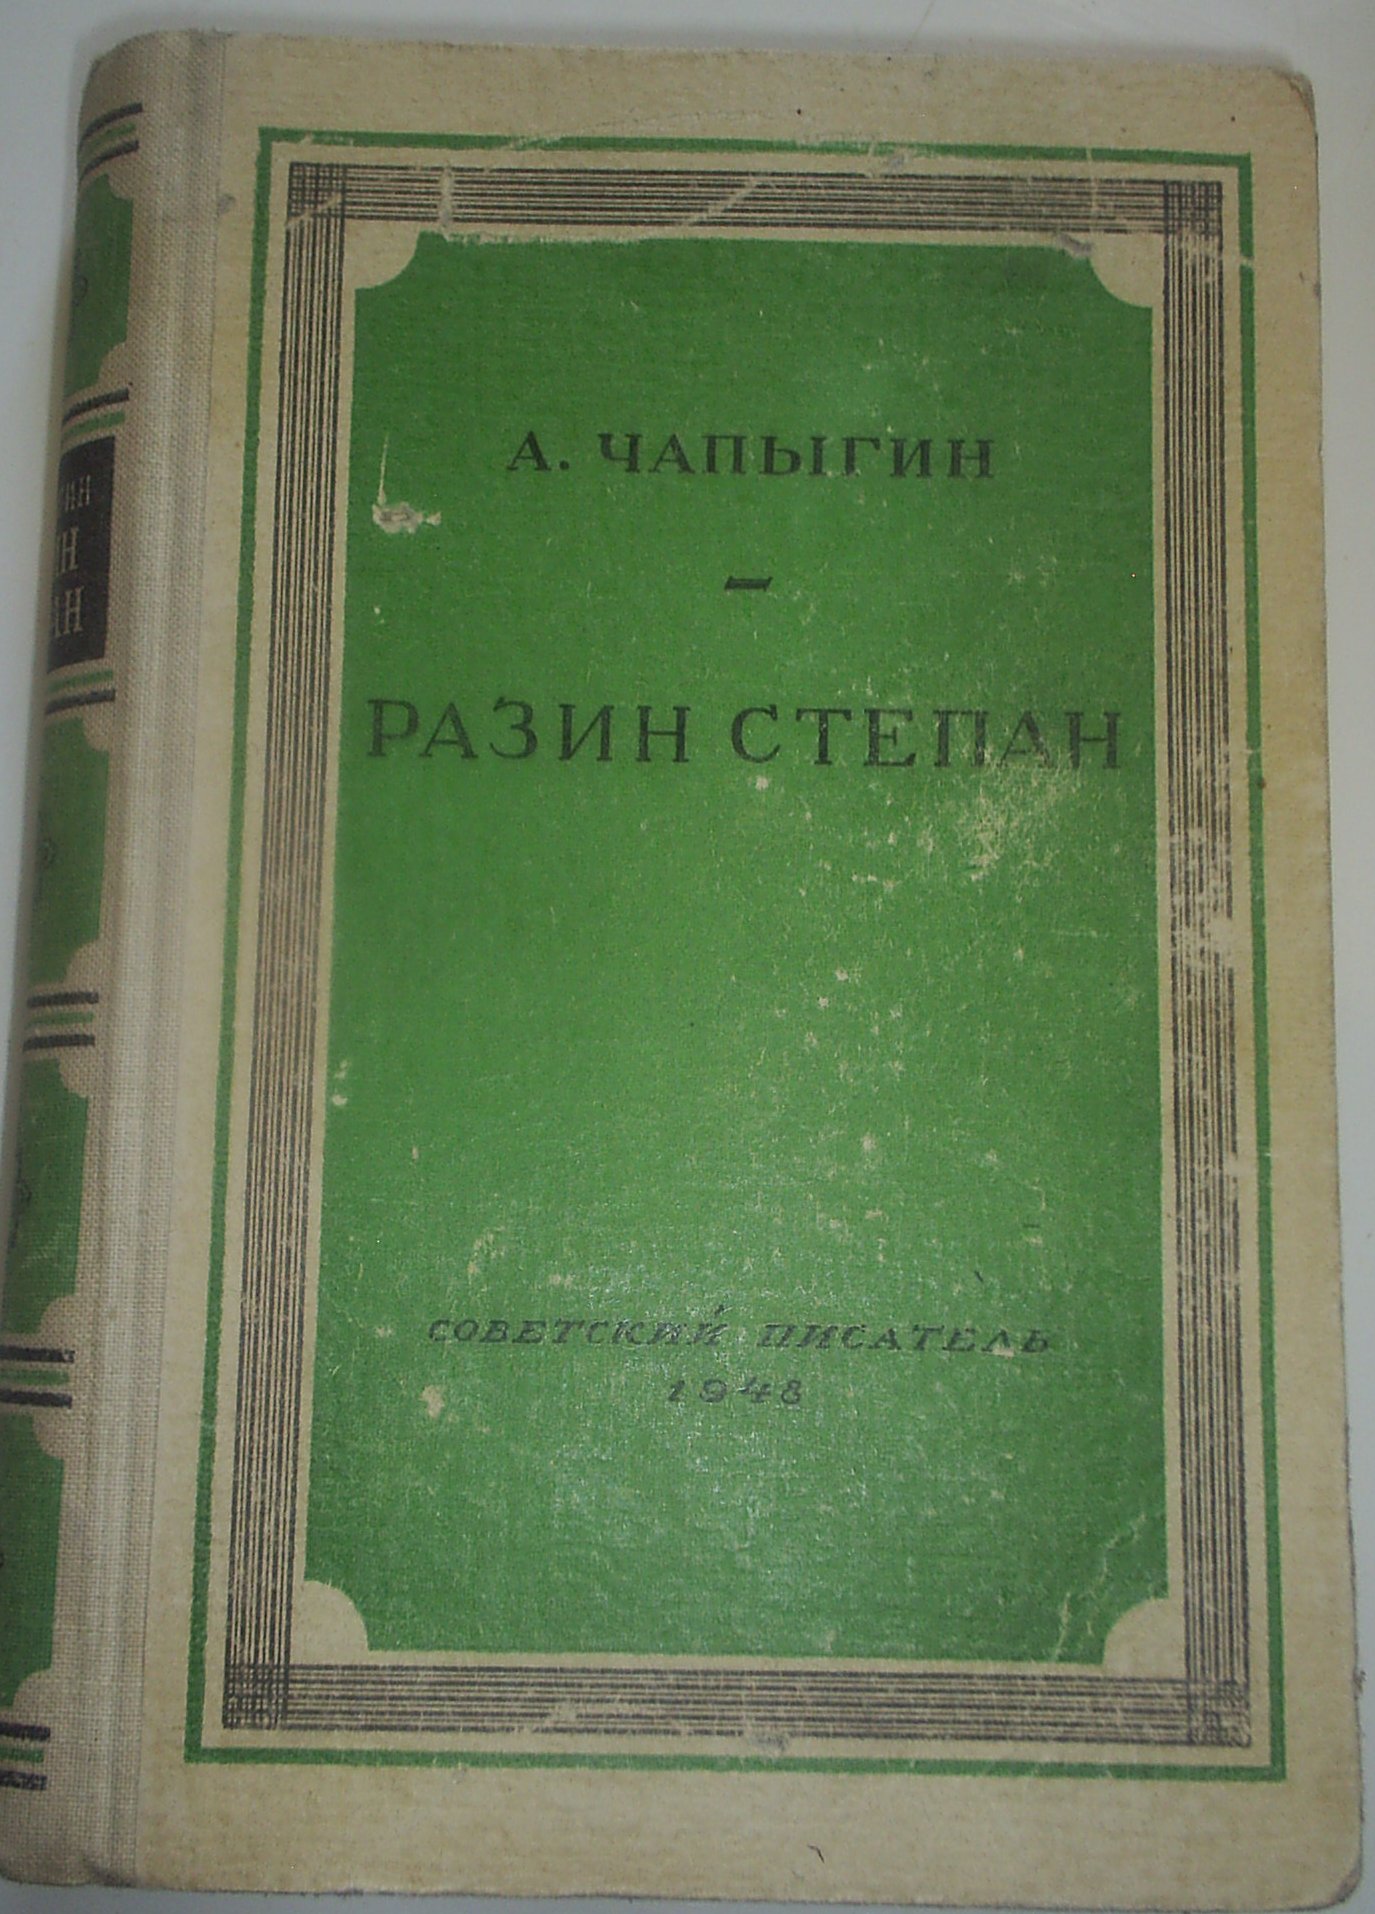 А. ЧАПЫГИН
–
РАЗИН СТЕПАН
СОВЕТСКИЙ ПИСАТЕЛЬ
1948